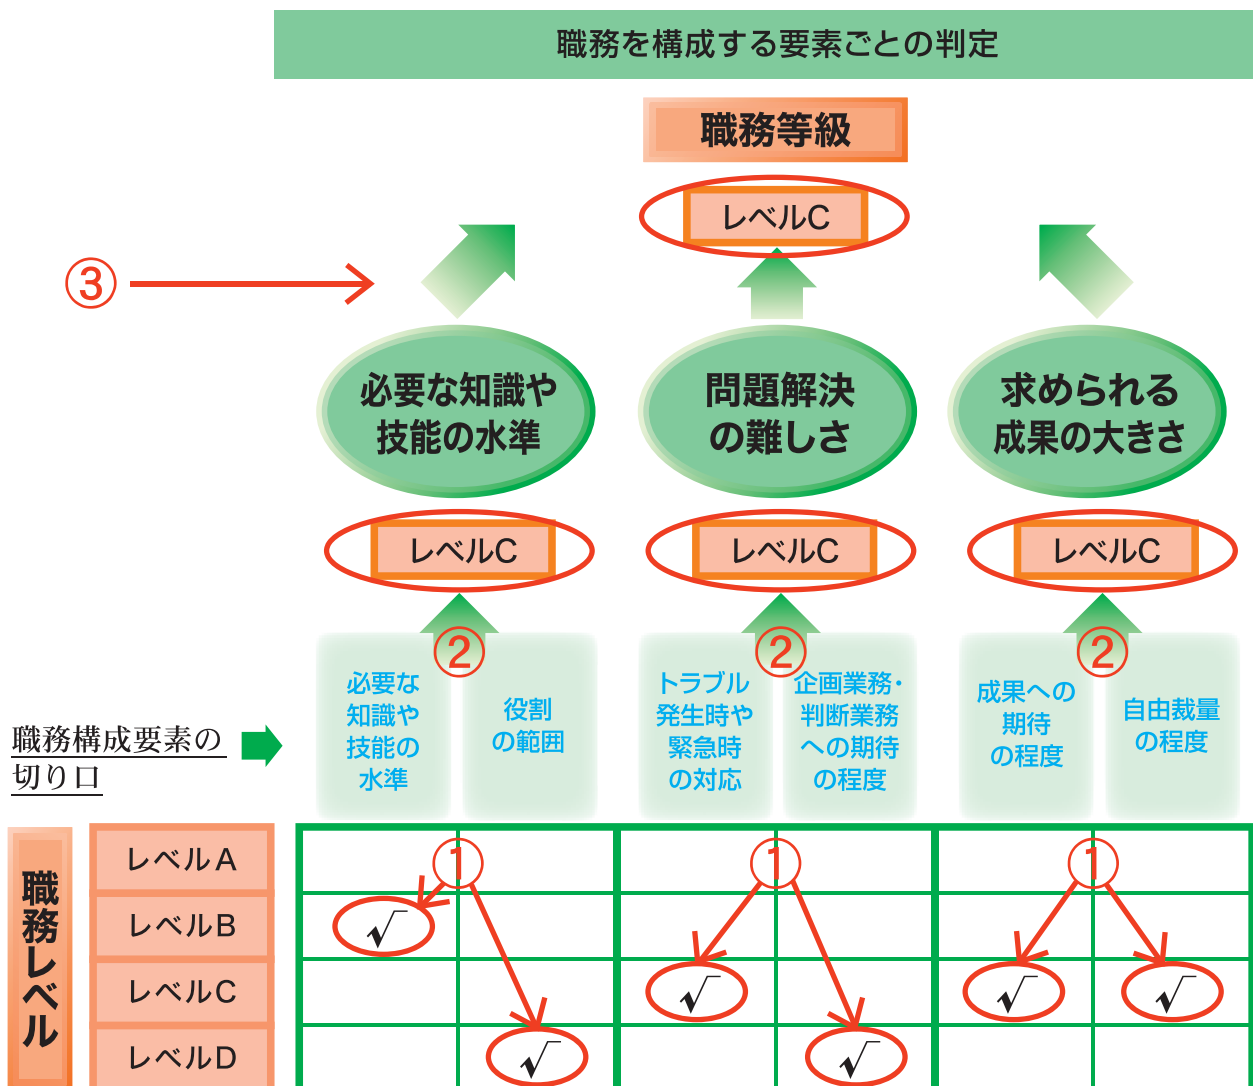 職務を構成する要素ごとの判定
職務等級
レベルC
③
必要な知識や
技能の水準
問題解決
の難しさ
求められる
成果の大きさ
レベルC
レベルC
レベルC
②
②
②
必要な
知識や
技能の
水準
役割
の範囲
トラブル
発生時や
緊急時
の対応
企画業務・
判断業務
への期待
の程度
成果への
期待
の程度
自由裁量
の程度
職務構成要素の
切り口
職務レベル
レベルA
①
①
①
レベルB
√
レベルC
√
√
√
レベルD
√
√